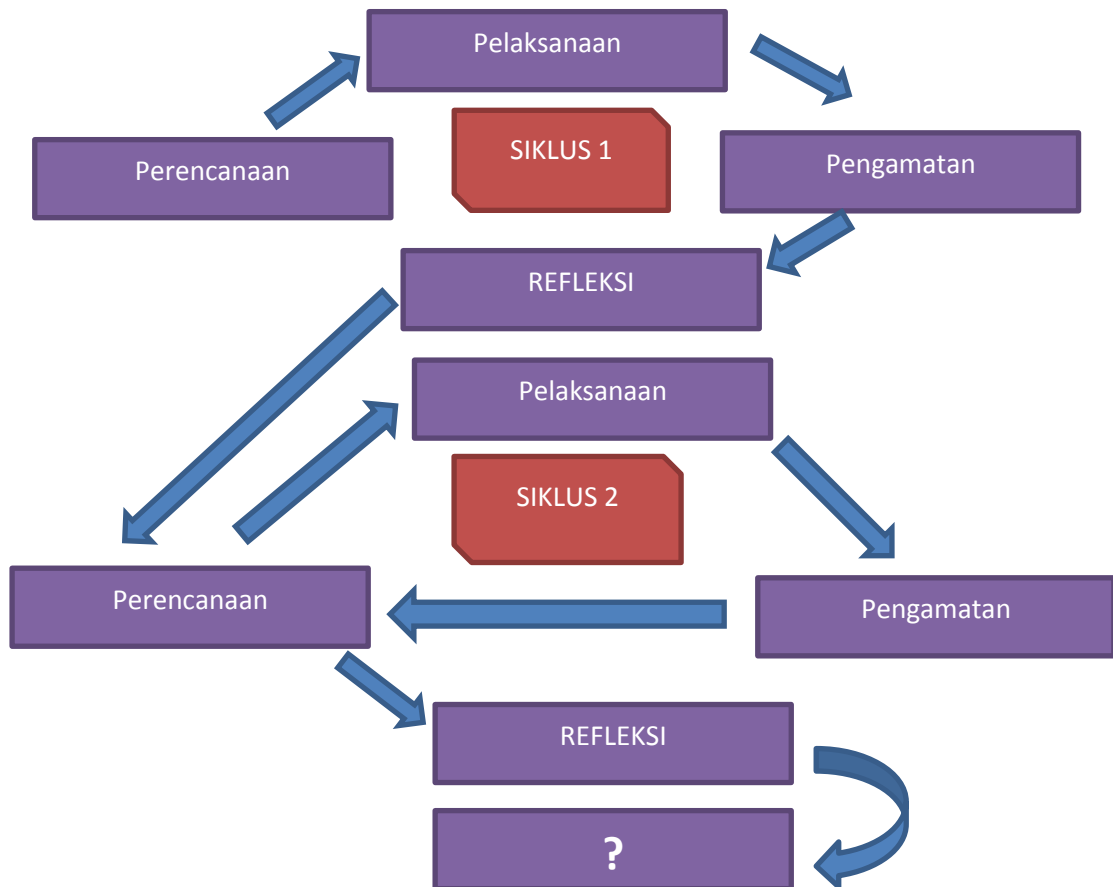 Pelaksanaan
SIKLUS 1
Perencanaan
Pengamatan
REFLEKSI
Pelaksanaan
SIKLUS 2
Perencanaan
Pengamatan
REFLEKSI
?